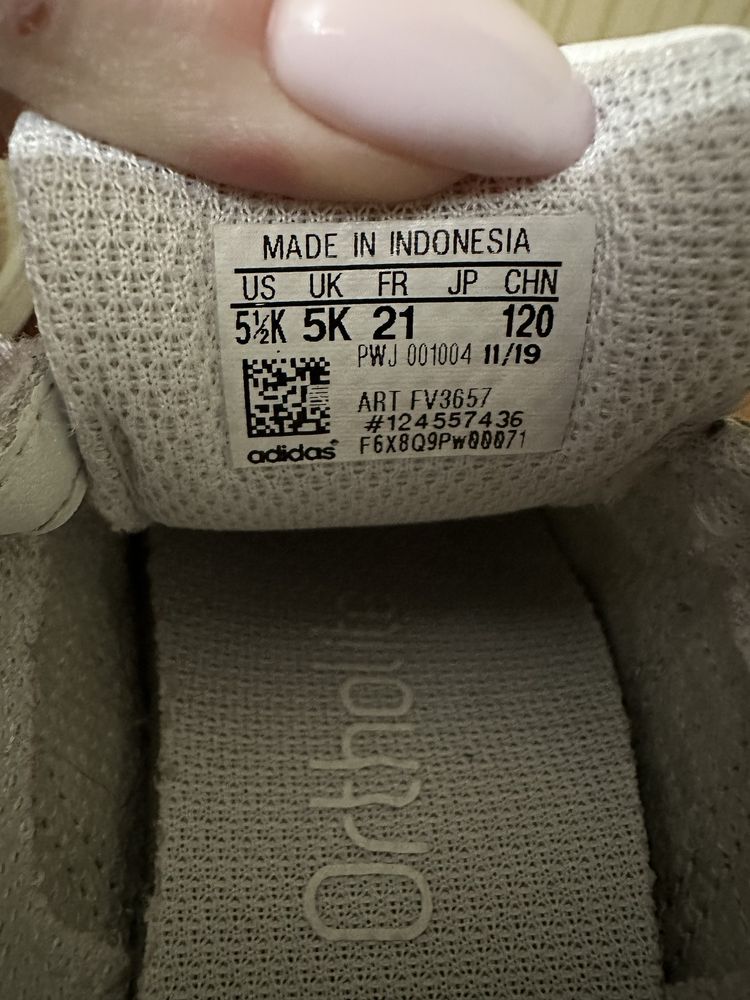 MADE IN INDONESIA
US UK FR JP CHN
5½K 5K 21 120
PWJ 001004 11/19
ART FV3657
#124557436
F6X8Q9Pw00071
adidas
Ortholite